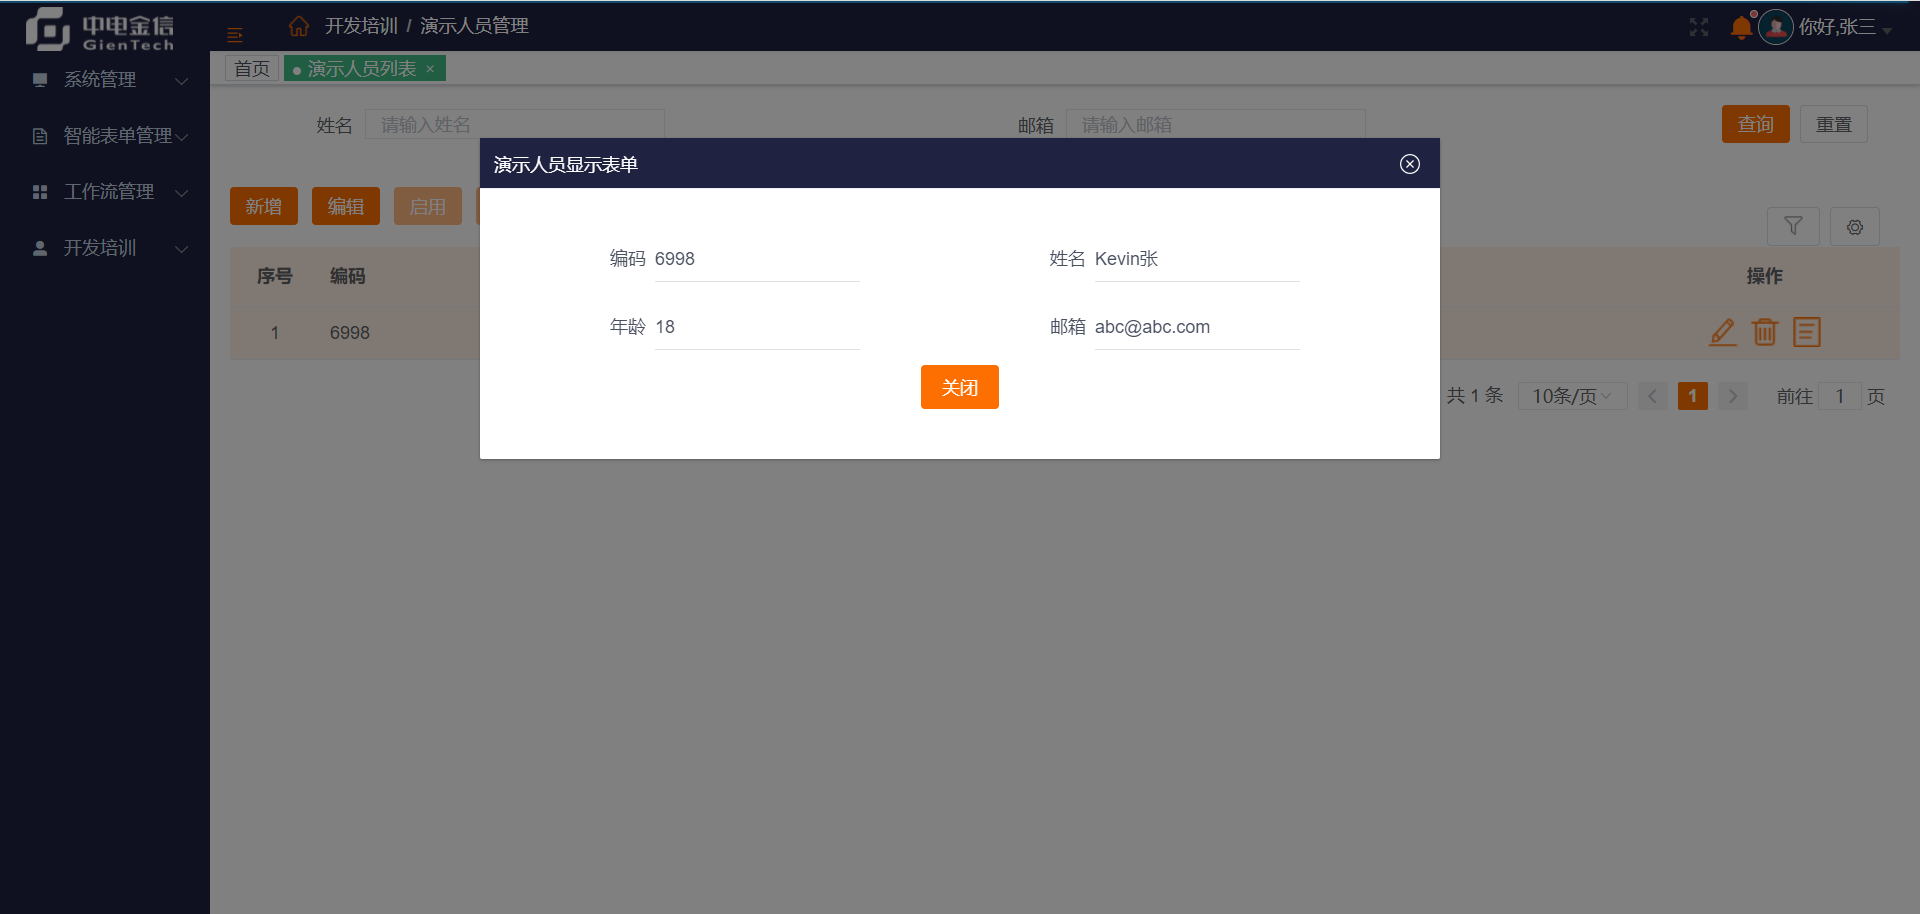 中电金信
GienTech
开发培训 / 演示人员管理
你好,张三
系统管理
智能表单管理
工作流管理
开发培训
首页
演示人员列表 ×
姓名 请输入姓名
邮箱 请输入邮箱
查询 重置
新增 编辑 启用
序号 编码 操作
1 6998
共 1 条 10条/页 1 前往 1 页
演示人员显示表单
编码 6998 姓名 Kevin张
年龄 18 邮箱 abc@abc.com
关闭